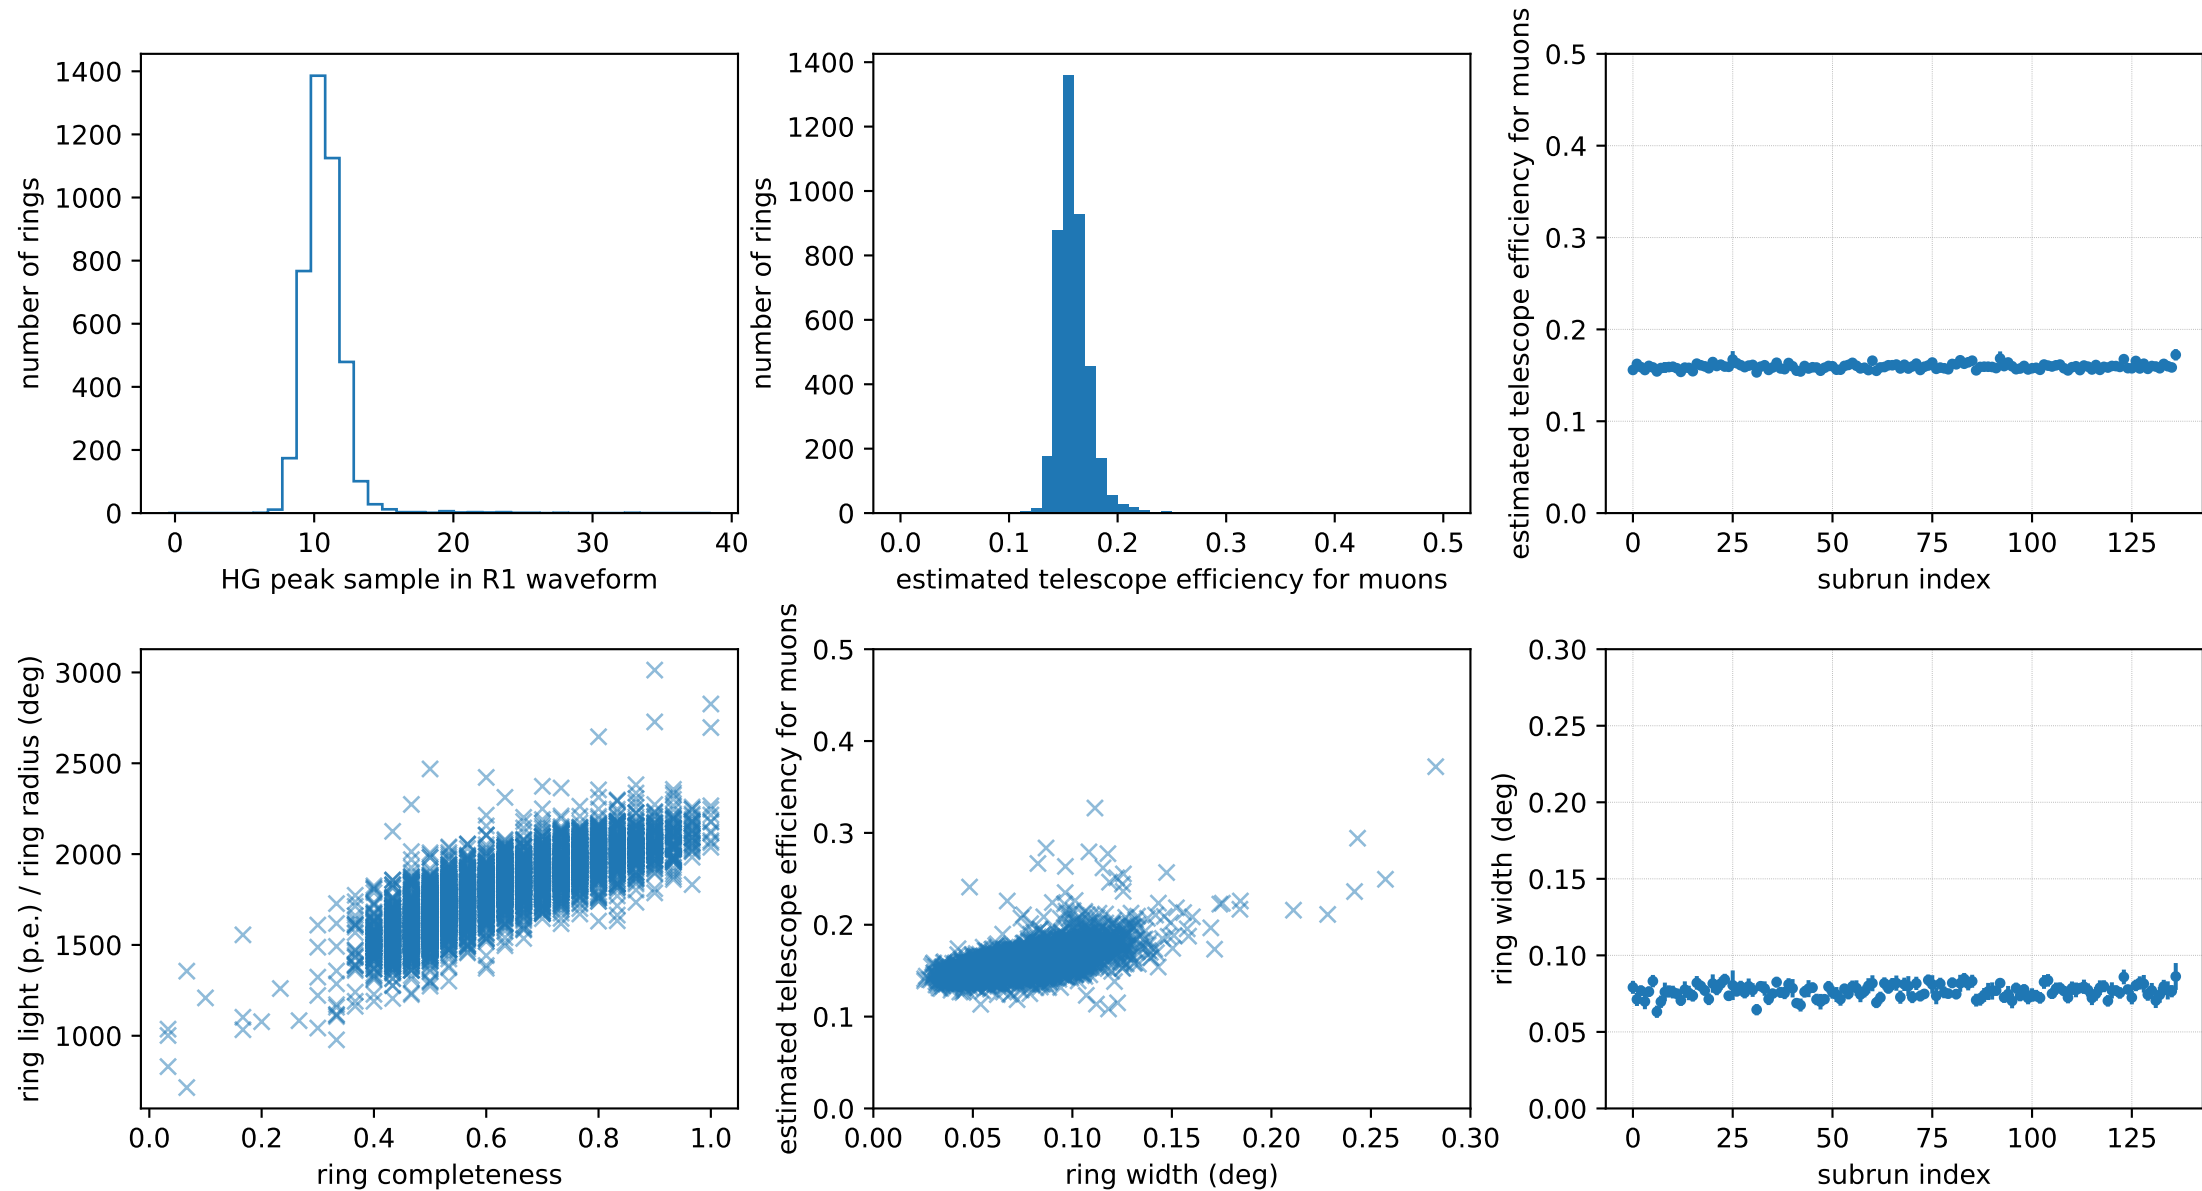 number of rings
1400
1200
1000
800
600
400
200
0
0 10 20 30 40
HG peak sample in R1 waveform
number of rings
1400
1200
1000
800
600
400
200
0
0.0 0.1 0.2 0.3 0.4 0.5
estimated telescope efficiency for muons
estimated telescope efficiency for muons
0.5
0.4
0.3
0.2
0.1
0.0
0 25 50 75 100 125
subrun index
ring light (p.e.) / ring radius (deg)
3000
2500
2000
1500
1000
0.0 0.2 0.4 0.6 0.8 1.0
ring completeness
estimated telescope efficiency for muons
0.5
0.4
0.3
0.2
0.1
0.0
0.00 0.05 0.10 0.15 0.20 0.25 0.30
ring width (deg)
ring width (deg)
0.30
0.25
0.20
0.15
0.10
0.05
0.00
0 25 50 75 100 125
subrun index